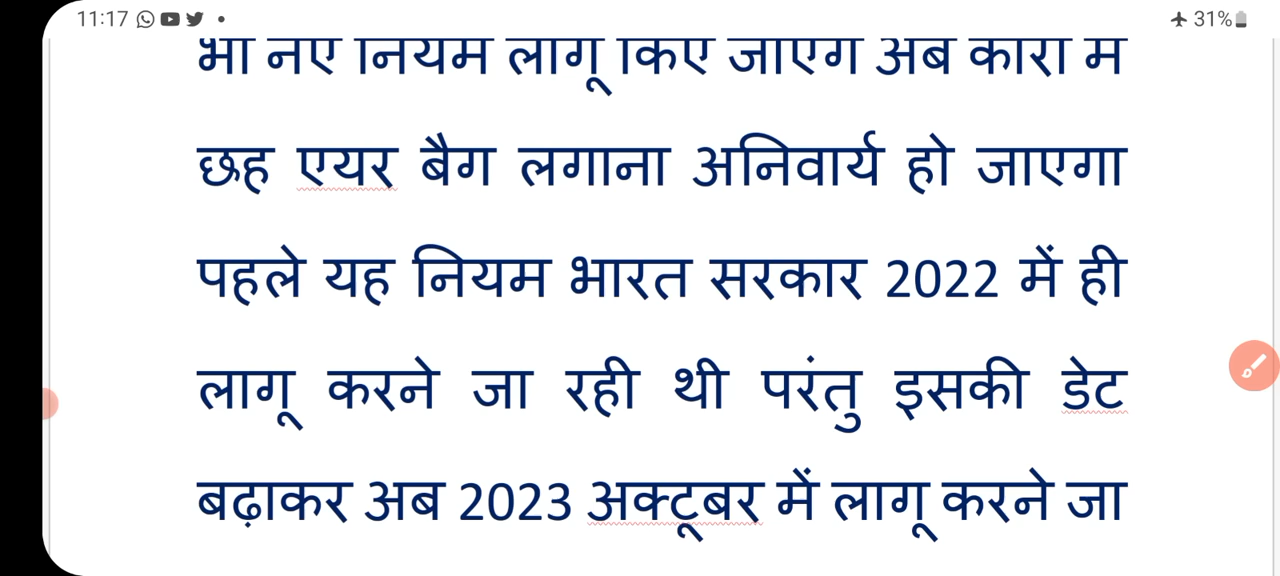 11:17 31%
भी नए नियम लागू किए जाएंगे अब कारों में
छह एयर बैग लगाना अनिवार्य हो जाएगा
पहले यह नियम भारत सरकार 2022 में ही
लागू करने जा रही थी परंतु इसकी डेट
बढ़ाकर अब 2023 अक्टूबर में लागू करने जा